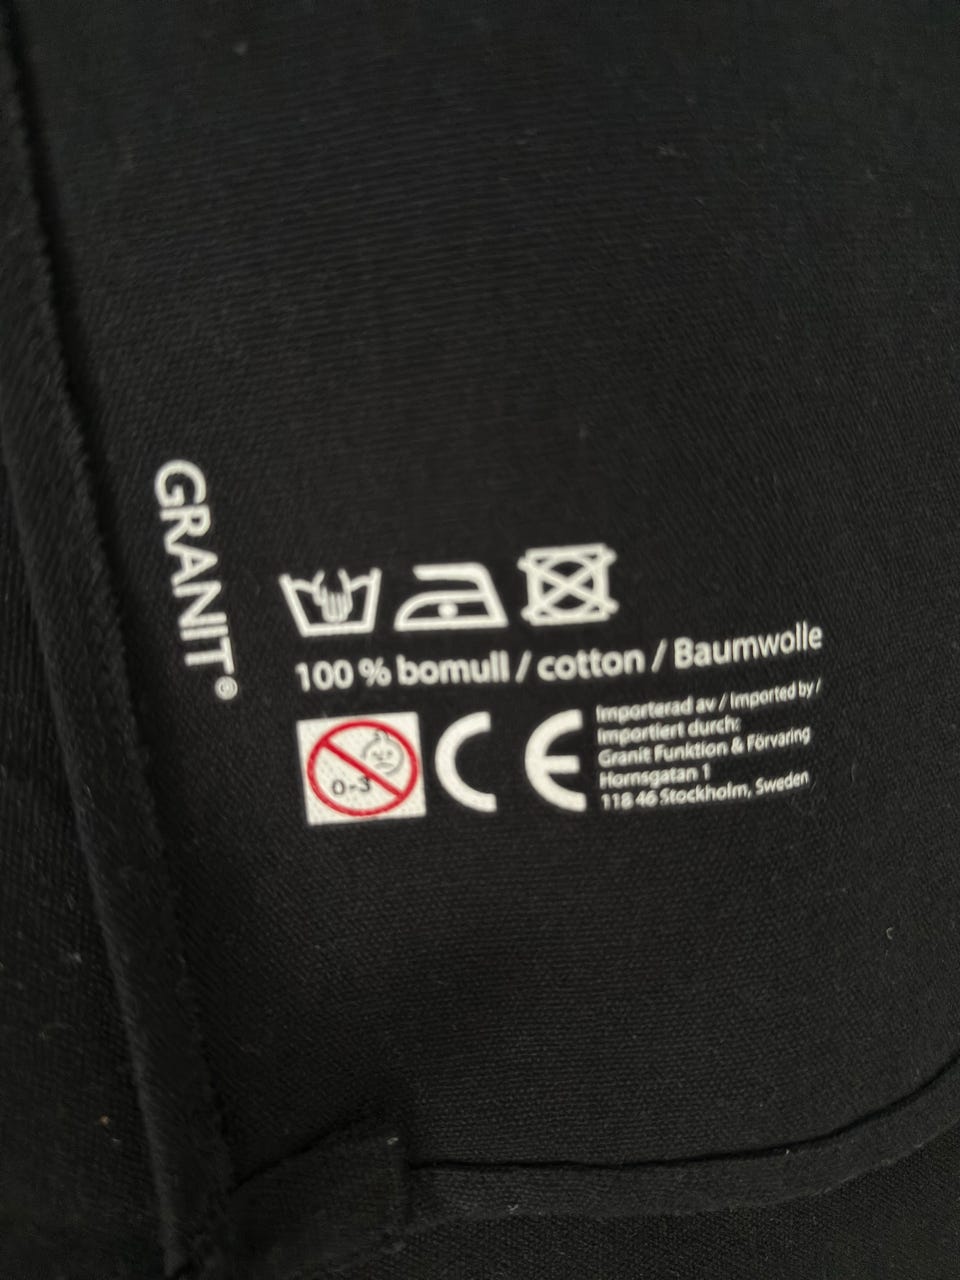 GRANIT®
100 % bomull / cotton / Baumwolle
0-3
CE
Importerad av / Imported by /
Importiert durch:
Granit Funktion & Förvaring
Hornsgatan 1
118 46 Stockholm, Sweden